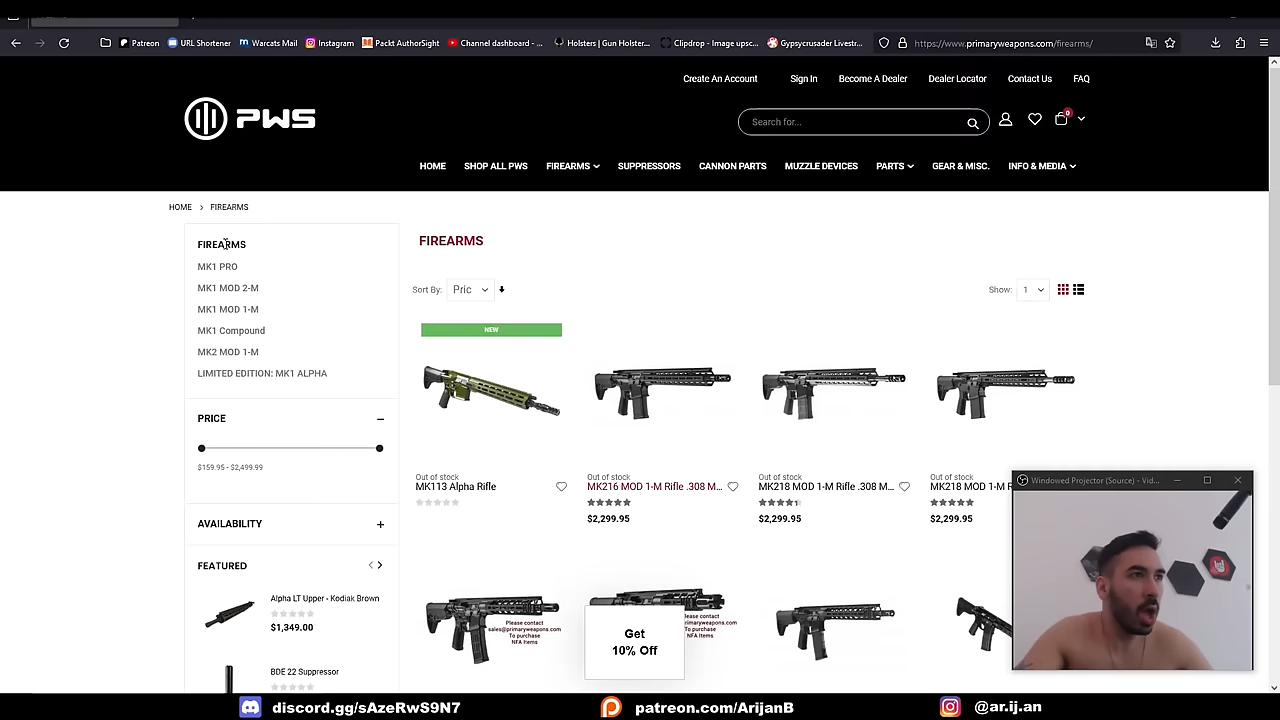 Patreon URL Shortener Warcats Mail Instagram Packt AuthorSight Channel dashboard - ... Holsters | Gun Holster... Clipdrop - Image upsc... Gypsycrusader Livestr... https://www.primaryweapons.com/firearms/
Create An Account Sign In Become A Dealer Dealer Locator Contact Us FAQ
PWS
Search for...
0
HOME SHOP ALL PWS FIREARMS SUPPRESSORS CANNON PARTS MUZZLE DEVICES PARTS GEAR & MISC. INFO & MEDIA
HOME > FIREARMS
FIREARMS
MK1 PRO
MK1 MOD 2-M
MK1 MOD 1-M
MK1 Compound
MK2 MOD 1-M
LIMITED EDITION: MK1 ALPHA
PRICE
$159.95 - $2,499.99
AVAILABILITY
FEATURED
Alpha LT Upper - Kodiak Brown
$1,349.00
BDE 22 Suppressor
FIREARMS
Sort By: Pric
Show: 1
NEW
Out of stock
MK113 Alpha Rifle
Out of stock
MK216 MOD 1-M Rifle .308 M...
$2,299.95
Out of stock
MK218 MOD 1-M Rifle .308 M...
$2,299.95
Out of stock
MK218 MOD 1-M R
$2,299.95
Please contact
sales@primaryweapons.com
To purchase
NFA Items
Please contact
primaryweapons.com
To purchase
NFA Items
Get
10% Off
Windowed Projector (Source) - Vid...
discord.gg/sAzeRwS9N7 patreon.com/ArijanB @ar.ij.an